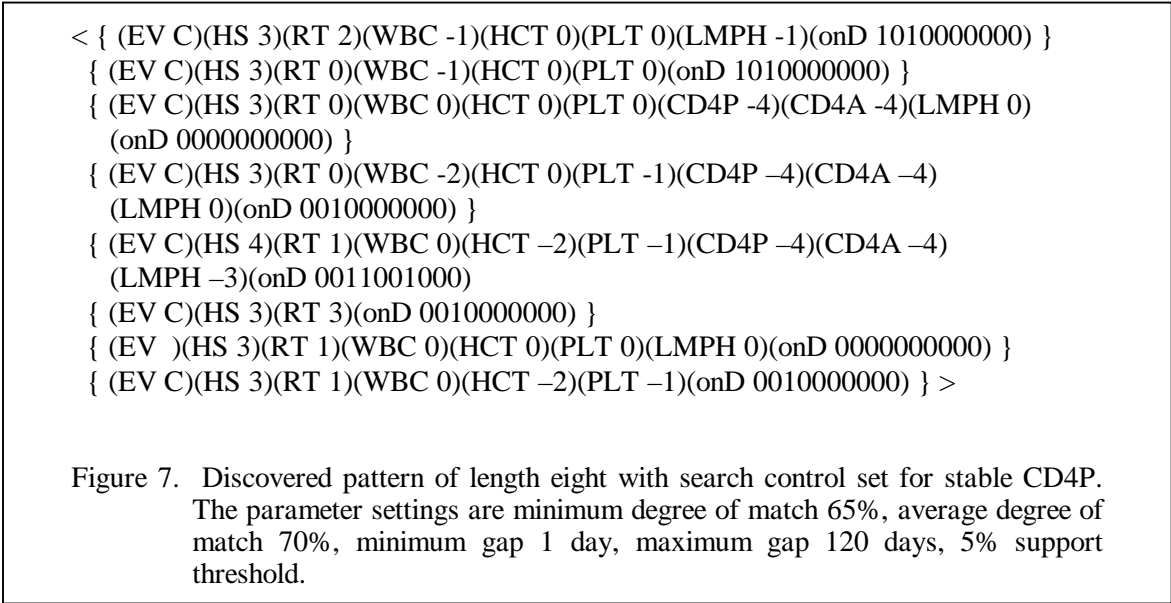 < { (EV C)(HS 3)(RT 2)(WBC -1)(HCT 0)(PLT 0)(LMPH -1)(onD 1010000000) }
{ (EV C)(HS 3)(RT 0)(WBC -1)(HCT 0)(PLT 0)(onD 1010000000) }
{ (EV C)(HS 3)(RT 0)(WBC 0)(HCT 0)(PLT 0)(CD4P -4)(CD4A -4)(LMPH 0)
(onD 0000000000) }
{ (EV C)(HS 3)(RT 0)(WBC -2)(HCT 0)(PLT -1)(CD4P –4)(CD4A –4)
(LMPH 0)(onD 0010000000) }
{ (EV C)(HS 4)(RT 1)(WBC 0)(HCT –2)(PLT –1)(CD4P –4)(CD4A –4)
(LMPH –3)(onD 0011001000)
{ (EV C)(HS 3)(RT 3)(onD 0010000000) }
{ (EV  )(HS 3)(RT 1)(WBC 0)(HCT 0)(PLT 0)(LMPH 0)(onD 0000000000) }
{ (EV C)(HS 3)(RT 1)(WBC 0)(HCT –2)(PLT –1)(onD 0010000000) } >
Figure 7. Discovered pattern of length eight with search control set for stable CD4P.
The parameter settings are minimum degree of match 65%, average degree of
match 70%, minimum gap 1 day, maximum gap 120 days, 5% support
threshold.